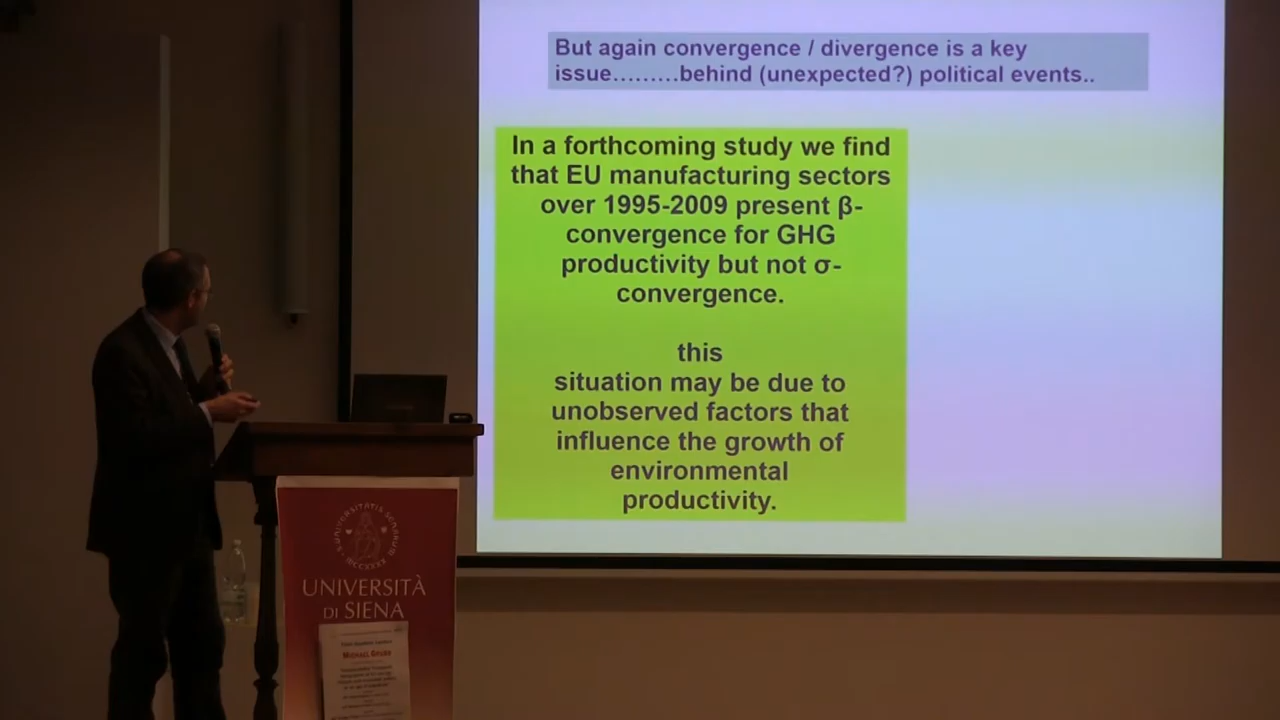 But again convergence / divergence is a key
issue.........behind (unexpected?) political events..
In a forthcoming study we find
that EU manufacturing sectors
over 1995-2009 present β-
convergence for GHG
productivity but not σ-
convergence.
this
situation may be due to
unobserved factors that
influence the growth of
environmental
productivity.
UNIVERSITÀ
DI SIENA